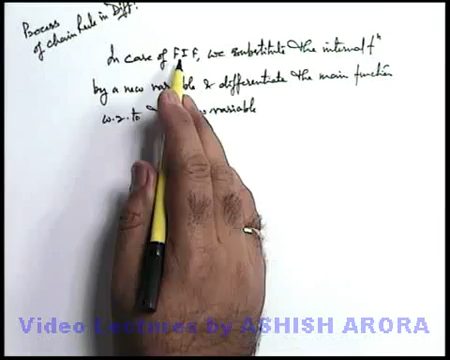 Process
of chain Rule in Diff.
In case of FIF, we substitute the internal fⁿ
by a new variable & differentiate the main function
w.r.to variable
Video Lectures by ASHISH ARORA